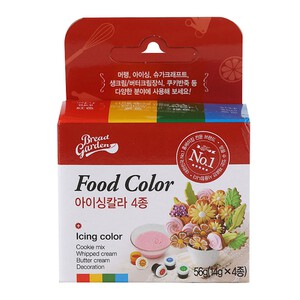 머랭, 아이싱, 슈가크래프트,
생크림/버터크림장식, 쿠키반죽 등
다양한 분야에 사용해 보세요!
Bread
Garden
No.1
Food Color
아이싱칼라 4종
Icing color
Cookie mix
Whipped cream
Butter cream
Decoration
56g(14g×4종)